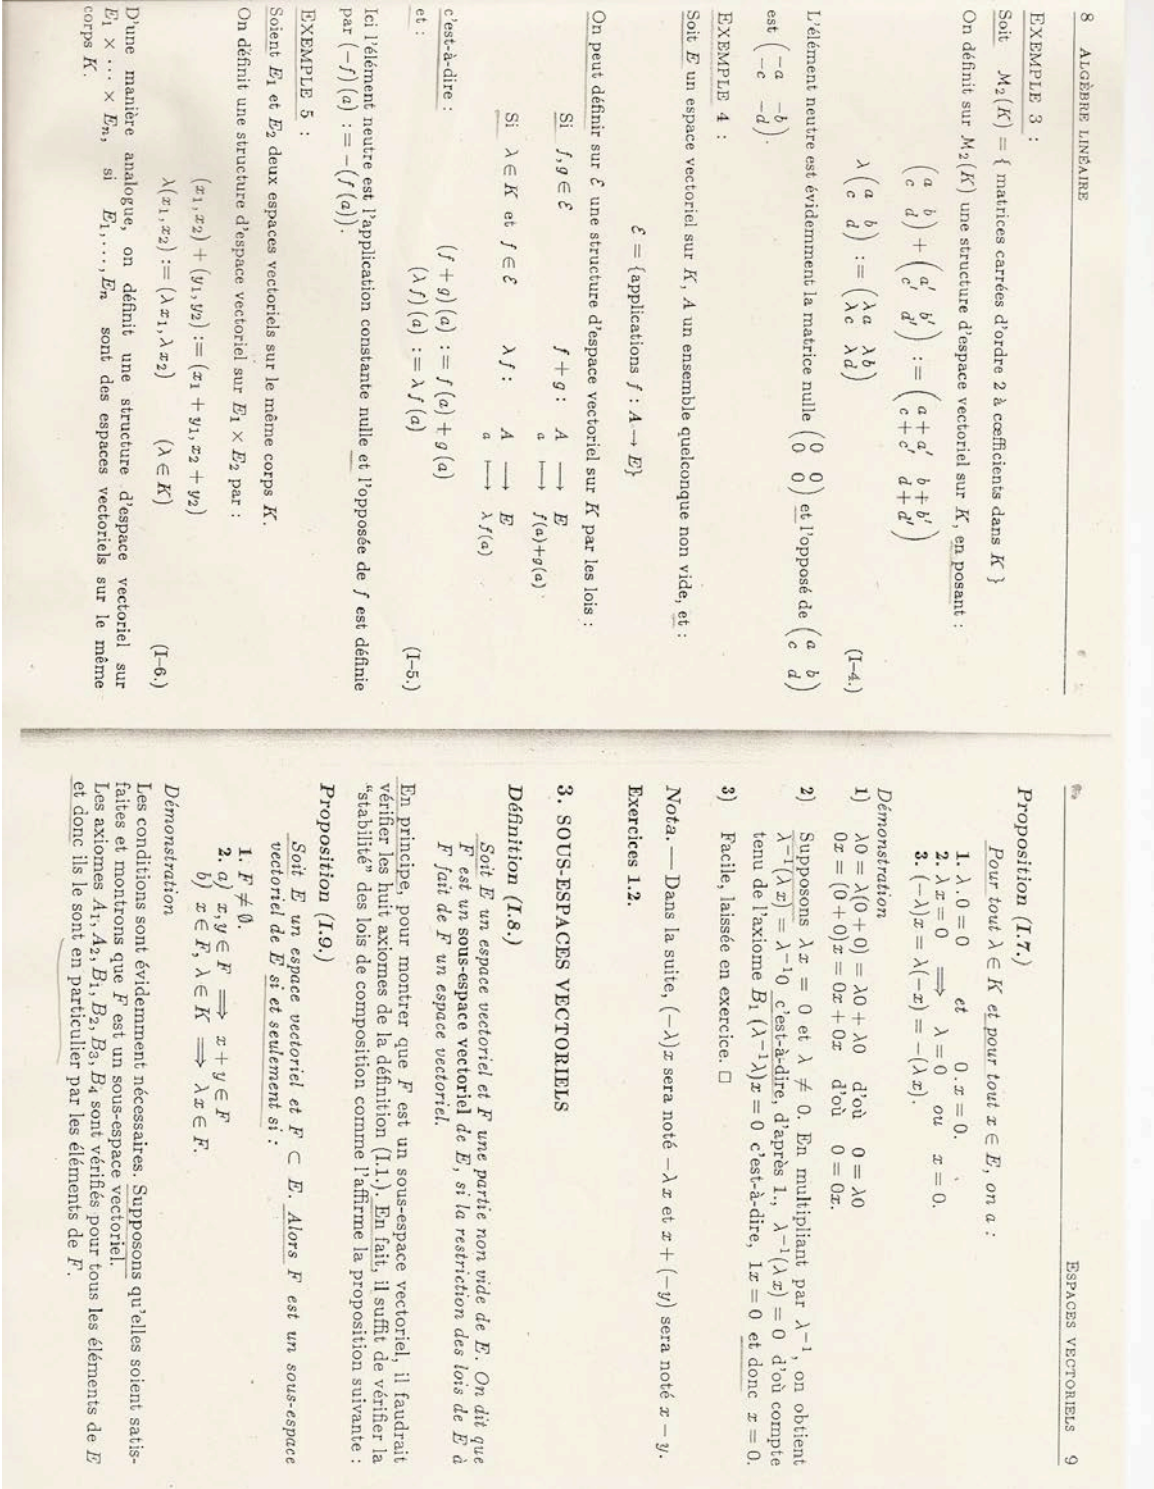 8 ALGÈBRE LINÉAIRE
EXEMPLE 3 :
Soit M₂(K) = { matrices carrées d'ordre 2 à cœfficients dans K }
On définit sur M₂(K) une structure d'espace vectoriel sur K, en posant :
(a b; c d) + (a' b'; c' d') := (a+a' b+b'; c+c' d+d')
λ(a b; c d) := (λa λb; λc λd) (I–4.)
L'élément neutre est évidemment la matrice nulle (0 0; 0 0) et l'opposé de (a b; c d)
est (−a −b; −c −d).
EXEMPLE 4 :
Soit E un espace vectoriel sur K, A un ensemble quelconque non vide, et :
ℰ = {applications f : A → E}
On peut définir sur ℰ une structure d'espace vectoriel sur K par les lois :
Si f,g ∈ ℰ f + g : A ⟶ E
a ⟼ f(a)+g(a)
Si λ ∈ K et f ∈ ℰ λf : A ⟶ E
a ⟼ λf(a)
c'est-à-dire : (f + g)(a) := f(a) + g(a)
et : (λf)(a) := λf(a) (I–5.)
Ici l'élément neutre est l'application constante nulle et l'opposée de f est définie
par (−f)(a) := −(f(a)).
EXEMPLE 5 :
Soient E₁ et E₂ deux espaces vectoriels sur le même corps K.
On définit une structure d'espace vectoriel sur E₁ × E₂ par :
(x₁, x₂) + (y₁, y₂) := (x₁ + y₁, x₂ + y₂)
λ(x₁, x₂) := (λx₁, λx₂) (λ ∈ K) (I–6.)
D'une manière analogue, on définit une structure d'espace vectoriel sur
E₁ × ··· × Eₙ, si E₁, ..., Eₙ sont des espaces vectoriels sur le même
corps K.
ESPACES VECTORIELS 9
Proposition (I.7.)
Pour tout λ ∈ K et pour tout x ∈ E, on a :
1. λ.0 = 0 et 0.x = 0.
2. λx = 0 ⟹ λ = 0 ou x = 0.
3. (−λ)x = λ(−x) = −(λx).
Démonstration
1) λ0 = λ(0 + 0) = λ0 + λ0 d'où 0 = λ0
0x = (0 + 0)x = 0x + 0x d'où 0 = 0x.
2) Supposons λx = 0 et λ ≠ 0. En multipliant par λ⁻¹, on obtient
λ⁻¹(λx) = λ⁻¹0 c'est-à-dire, d'après 1., λ⁻¹(λx) = 0 d'où compte
tenu de l'axiome B₁ (λ⁻¹λ)x = 0 c'est-à-dire, 1x = 0 et donc x = 0.
3) Facile, laissée en exercice. □
Nota. — Dans la suite, (−λ)x sera noté −λx et x + (−y) sera noté x − y.
Exercices 1.2.
3. SOUS-ESPACES VECTORIELS
Définition (I.8.)
Soit E un espace vectoriel et F une partie non vide de E. On dit que
F est un sous-espace vectoriel de E, si la restriction des lois de E à
F fait de F un espace vectoriel.
En principe, pour montrer que F est un sous-espace vectoriel, il faudrait
vérifier les huit axiomes de la définition (I.1.). En fait, il suffit de vérifier la
“stabilité” des lois de composition comme l'affirme la proposition suivante :
Proposition (I.9.)
Soit E un espace vectoriel et F ⊂ E. Alors F est un sous-espace
vectoriel de E si et seulement si :
1. F ≠ ∅.
2. a) x, y ∈ F ⟹ x + y ∈ F
b) x ∈ F, λ ∈ K ⟹ λx ∈ F.
Démonstration
Les conditions sont évidemment nécessaires. Supposons qu'elles soient satis-
faites et montrons que F est un sous-espace vectoriel.
Les axiomes A₁, A₂, B₁, B₂, B₃, B₄ sont vérifiés pour tous les éléments de E
et donc ils le sont en particulier par les éléments de F.